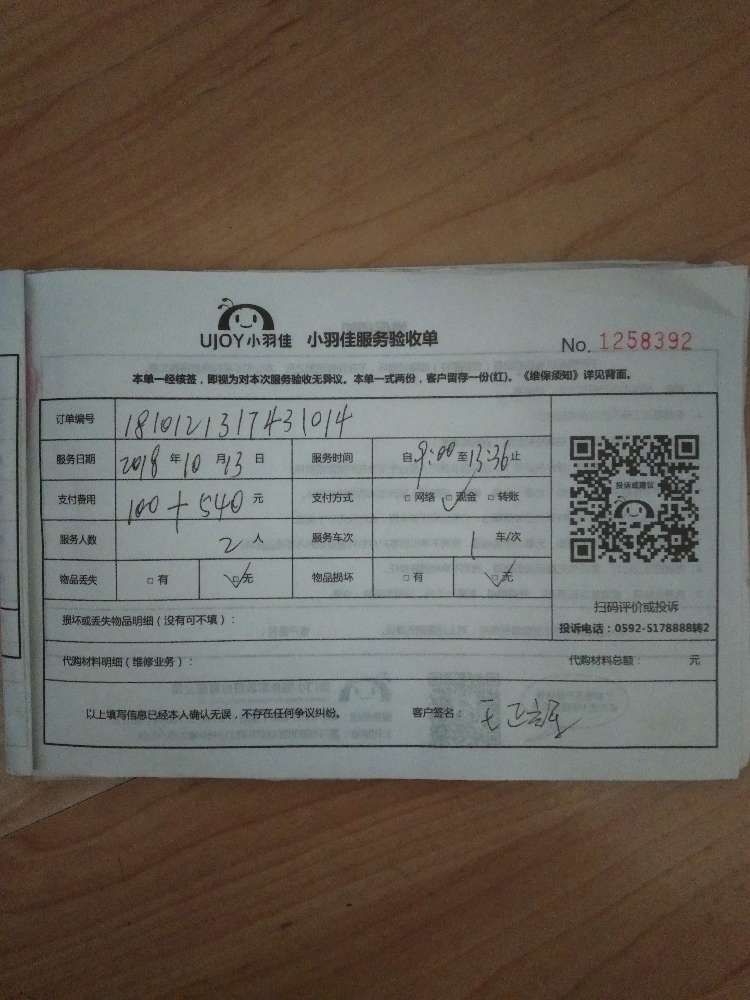 UJOY小羽佳 小羽佳服务验收单 No. 1258392
本单一经核签，即视为对本次服务验收无异议。本单一式两份，客户留存一份(红)。《维保须知》详见背面。
订单编号 1810121317431014
服务日期 2018 年 10 月 13 日 服务时间 自 9:00 至 13:36 止
支付费用 100+540 元 支付方式 □ 网络 □ 现金 □ 转账
服务人数 2 人 服务车次 1 车/次
物品丢失 □ 有 □ 无 物品损坏 □ 有 □ 无
投诉或建议
扫码评价或投诉
投诉电话：0592-5178888转2
损坏或丢失物品明细（没有可不填）：
代购材料明细（维修业务）： 代购材料总额： 元
以上填写信息已经本人确认无误，不存在任何争议纠纷。 客户签名：